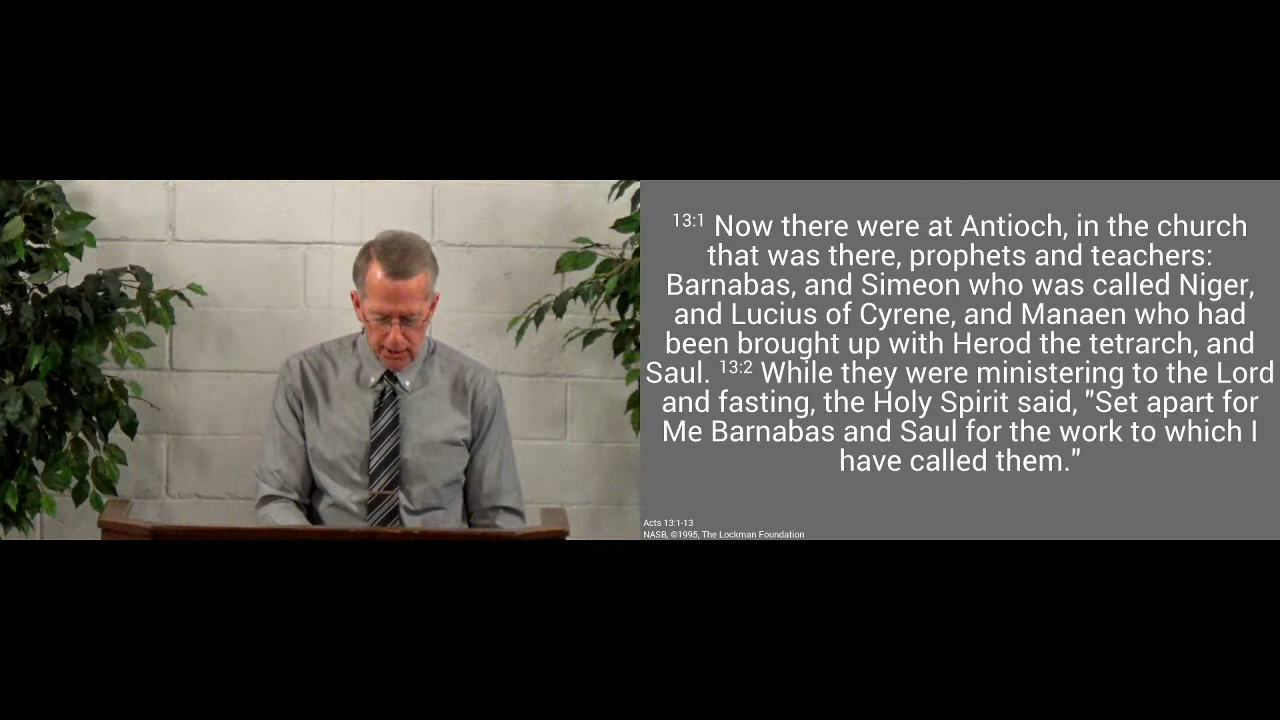 13:1 Now there were at Antioch, in the church
that was there, prophets and teachers:
Barnabas, and Simeon who was called Niger,
and Lucius of Cyrene, and Manaen who had
been brought up with Herod the tetrarch, and
Saul. 13:2 While they were ministering to the Lord
and fasting, the Holy Spirit said, "Set apart for
Me Barnabas and Saul for the work to which I
have called them."
Acts 13:1-13
NASB, ©1995, The Lockman Foundation